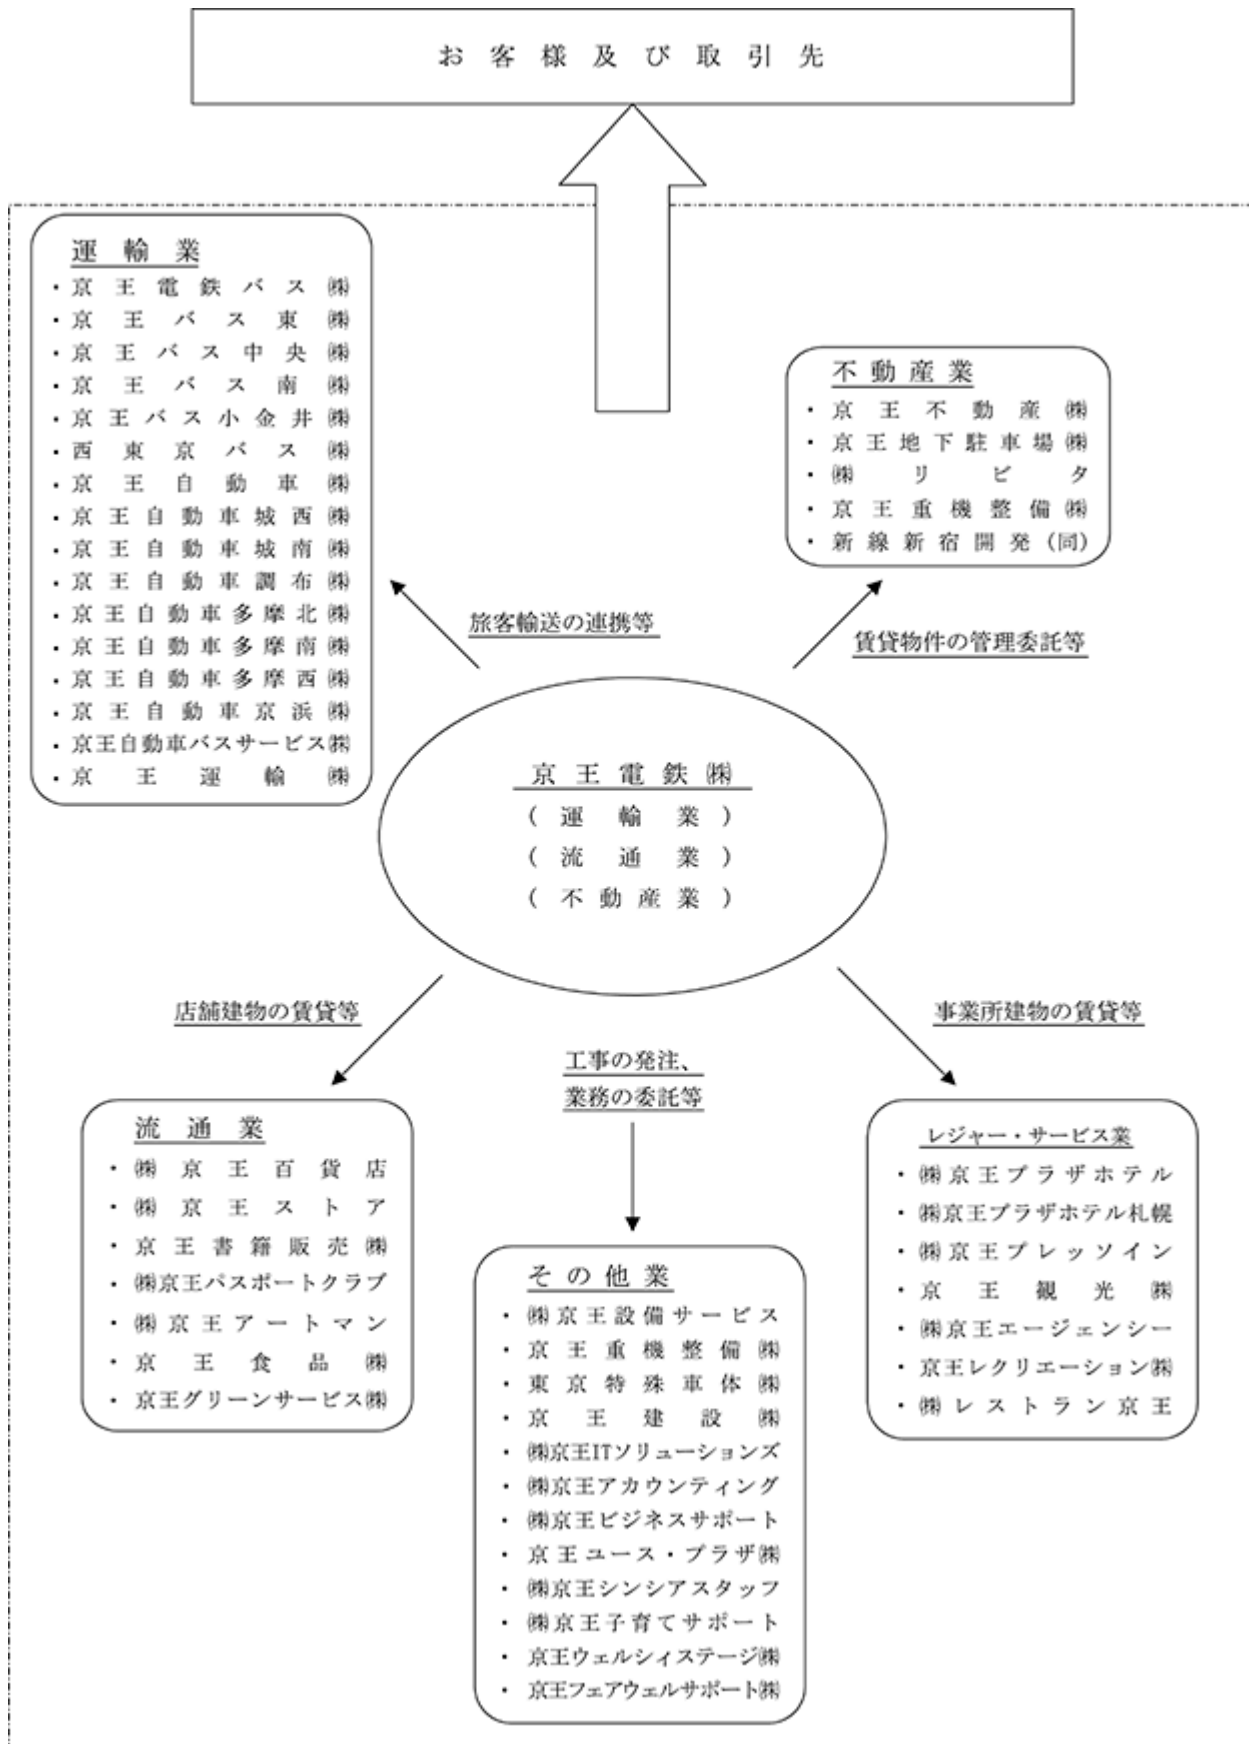 お客様及び取引先
運輸業
・京王電鉄バス㈱
・京王バス東㈱
・京王バス中央㈱
・京王バス南㈱
・京王バス小金井㈱
・西東京バス㈱
・京王自動車㈱
・京王自動車城西㈱
・京王自動車城南㈱
・京王自動車調布㈱
・京王自動車多摩北㈱
・京王自動車多摩南㈱
・京王自動車多摩西㈱
・京王自動車京浜㈱
・京王自動車バスサービス㈱
・京王運輸㈱
不動産業
・京王不動産㈱
・京王地下駐車場㈱
・㈱リビタ
・京王重機整備㈱
・新線新宿開発(同)
旅客輸送の連携等
賃貸物件の管理委託等
京王電鉄㈱
(運輸業)
(流通業)
(不動産業)
店舗建物の賃貸等
工事の発注、
業務の委託等
事業所建物の賃貸等
流通業
・㈱京王百貨店
・㈱京王ストア
・京王書籍販売㈱
・㈱京王パスポートクラブ
・㈱京王アートマン
・京王食品㈱
・京王グリーンサービス㈱
その他業
・㈱京王設備サービス
・京王重機整備㈱
・東京特殊車体㈱
・京王建設㈱
・㈱京王ITソリューションズ
・㈱京王アカウンティング
・㈱京王ビジネスサポート
・京王ユース・プラザ㈱
・㈱京王シンシアスタッフ
・㈱京王子育てサポート
・京王ウェルシィステージ㈱
・京王フェアウェルサポート㈱
レジャー・サービス業
・㈱京王プラザホテル
・㈱京王プラザホテル札幌
・㈱京王プレッソイン
・京王観光㈱
・㈱京王エージェンシー
・京王レクリエーション㈱
・㈱レストラン京王